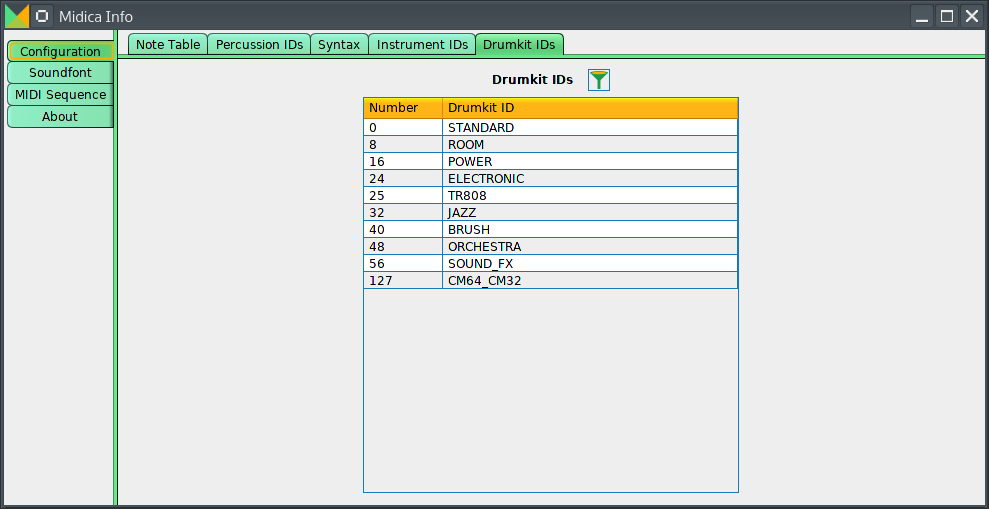 Midica Info
Note Table Percussion IDs Syntax Instrument IDs Drumkit IDs
Configuration
Soundfont
MIDI Sequence
About
Drumkit IDs
Number Drumkit ID
0 STANDARD
8 ROOM
16 POWER
24 ELECTRONIC
25 TR808
32 JAZZ
40 BRUSH
48 ORCHESTRA
56 SOUND_FX
127 CM64_CM32